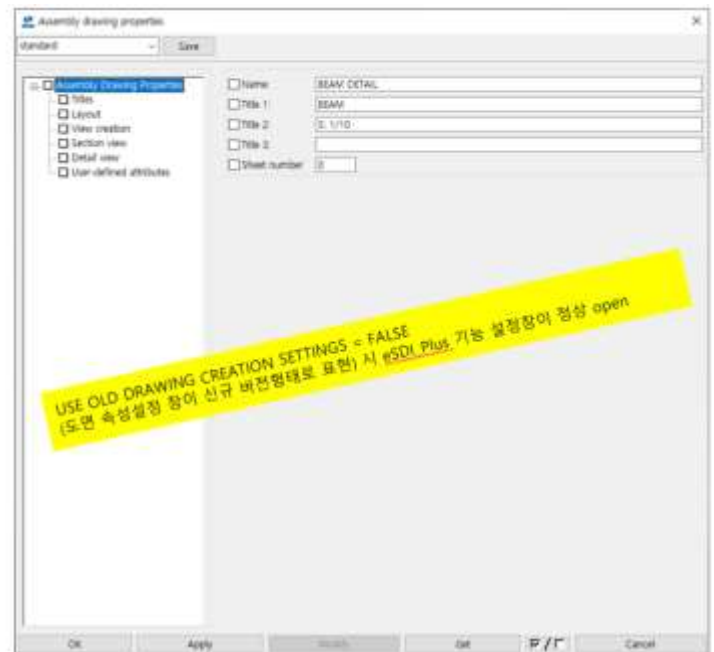 Assembly drawing properties
standard
Save
Assembly Drawing Properties
Titles
Layout
View creation
Section view
Detail view
User-defined attributes
Name
BEAM DETAIL
Title 1
BEAM
Title 2
S: 1/10
Title 3
Sheet number
0
USE OLD DRAWING CREATION SETTINGS = FALSE
(도면 속성설정 창이 신규 버전형태로 표현) 시 eSDI_Plus 기능 설정창이 정상 open
OK
Apply
Modify
Get
Cancel